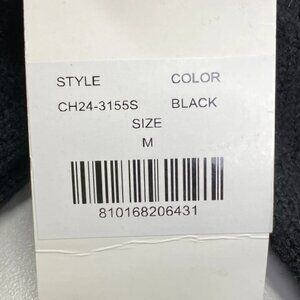 STYLE COLOR
CH24-3155S BLACK
SIZE
M
810168206431